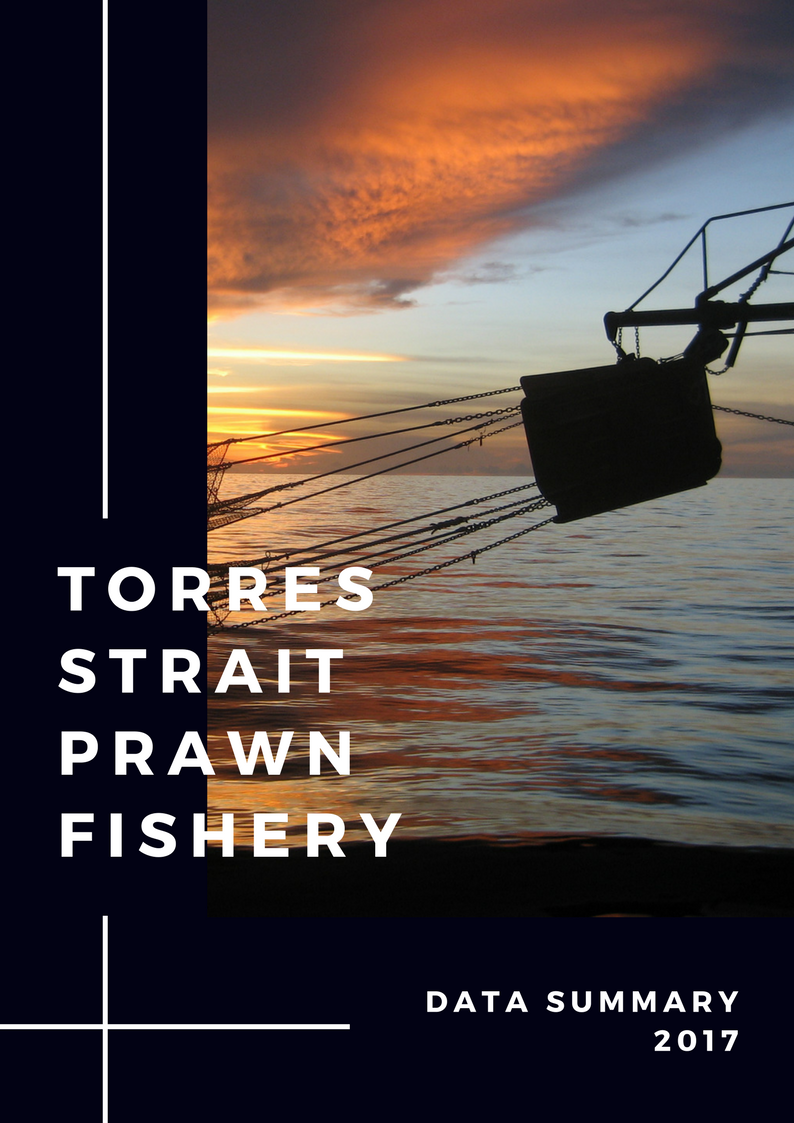 TORRES
STRAIT
PRAWN
FISHERY
DATA SUMMARY
2017